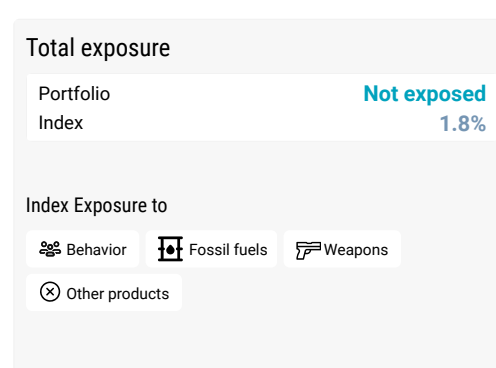 Total exposure
Portfolio Not exposed
Index 1.8%
Index Exposure to
Behavior Fossil fuels Weapons
Other products